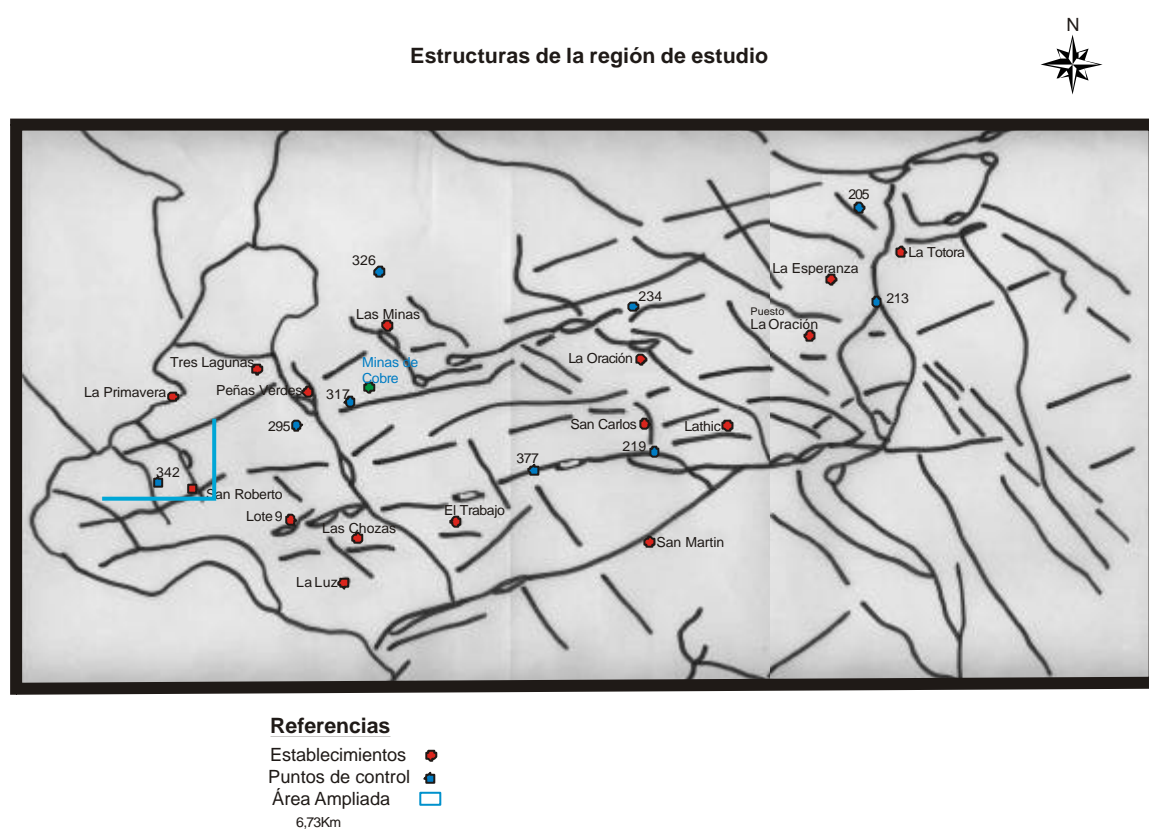 N
Estructuras de la región de estudio
205
La Totora
326
La Esperanza
234
213
Puesto
La Oración
Las Minas
La Oración
Minas de
Cobre
Tres Lagunas
La Primavera
Peñas Verdes
317
295
San Carlos
Lathic
219
377
342
San Roberto
Lote 9
Las Chozas
El Trabajo
San Martin
La Luz
Referencias
Establecimientos
Puntos de control
Área Ampliada
6,73Km